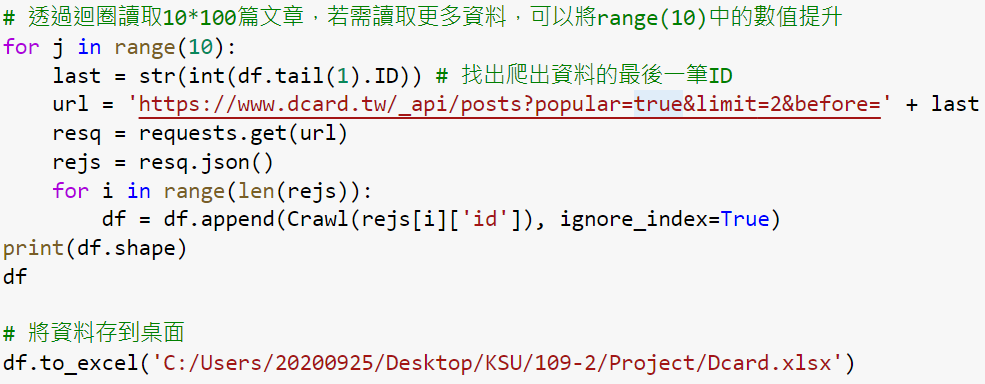 # 透過迴圈讀取10*100篇文章，若需讀取更多資料，可以將range(10)中的數值提升
for j in range(10):
    last = str(int(df.tail(1).ID)) # 找出爬出資料的最後一筆ID
    url = 'https://www.dcard.tw/_api/posts?popular=true&limit=2&before=' + last
    resq = requests.get(url)
    rejs = resq.json()
    for i in range(len(rejs)):
        df = df.append(Crawl(rejs[i]['id']), ignore_index=True)
print(df.shape)
df
# 將資料存到桌面
df.to_excel('C:/Users/20200925/Desktop/KSU/109-2/Project/Dcard.xlsx')